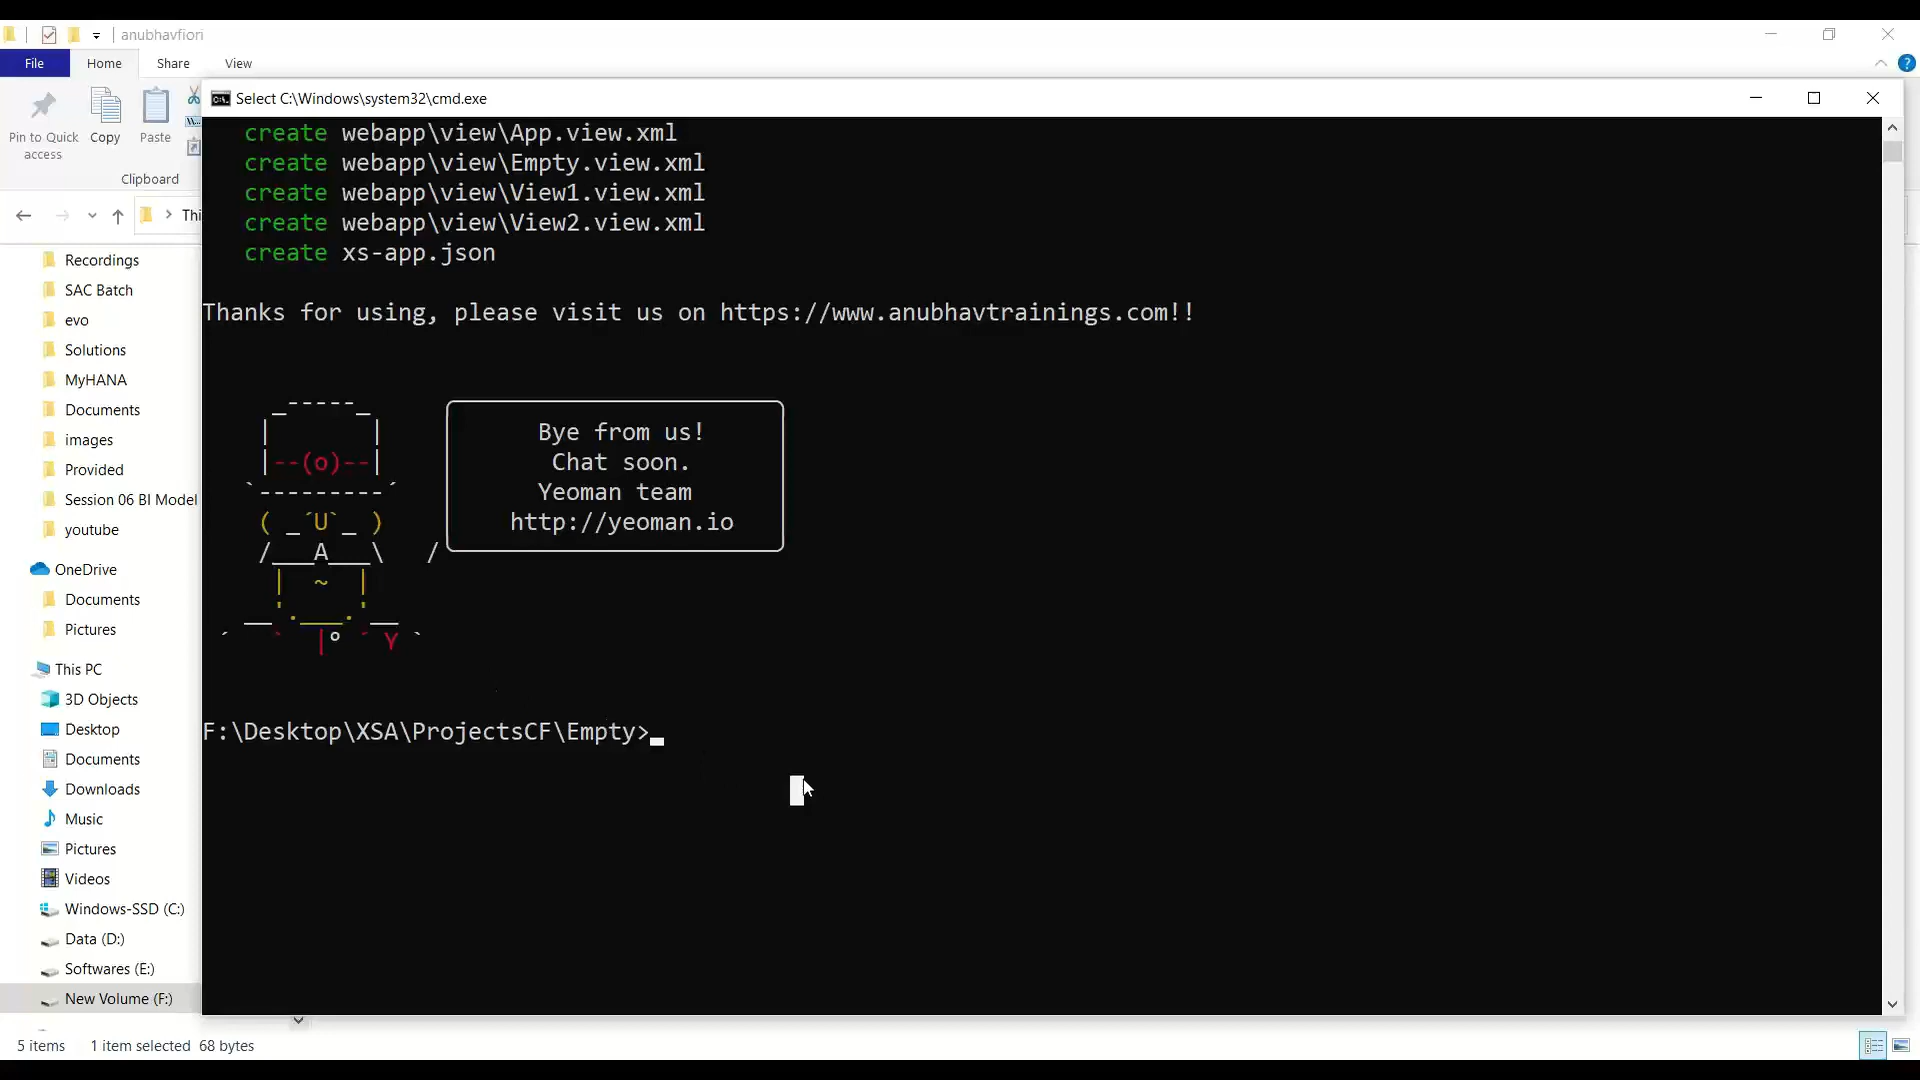 anubhavfiori
File
Home
Share
View
Pin to Quick access
Copy
Paste
Clipboard
Thi
Select C:\Windows\system32\cmd.exe
create webapp\view\App.view.xml
create webapp\view\Empty.view.xml
create webapp\view\View1.view.xml
create webapp\view\View2.view.xml
create xs-app.json
Thanks for using, please visit us on https://www.anubhavtrainings.com!!
Bye from us!
Chat soon.
Yeoman team
http://yeoman.io
F:\Desktop\XSA\ProjectsCF\Empty>
Recordings
SAC Batch
evo
Solutions
MyHANA
Documents
images
Provided
Session 06 BI Model
youtube
OneDrive
Documents
Pictures
This PC
3D Objects
Desktop
Documents
Downloads
Music
Pictures
Videos
Windows-SSD (C:)
Data (D:)
Softwares (E:)
New Volume (F:)
5 items 1 item selected 68 bytes